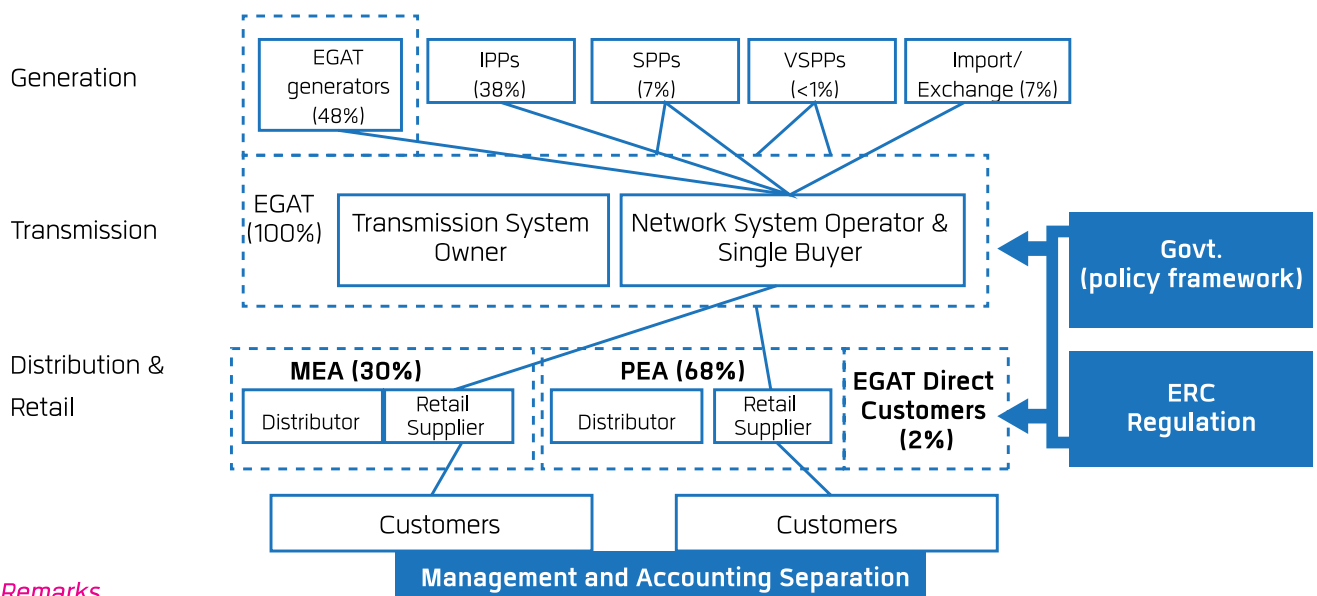 Generation
EGAT
generators
(48%)
IPPs
(38%)
SPPs
(7%)
VSPPs
(<1%)
Import/
Exchange (7%)
Transmission
EGAT
(100%)
Transmission System
Owner
Network System Operator &
Single Buyer
Govt.
(policy framework)
Distribution &
Retail
MEA (30%)
Distributor
Retail
Supplier
PEA (68%)
Distributor
Retail
Supplier
EGAT Direct
Customers
(2%)
ERC
Regulation
Customers
Customers
Management and Accounting Separation
Remarks